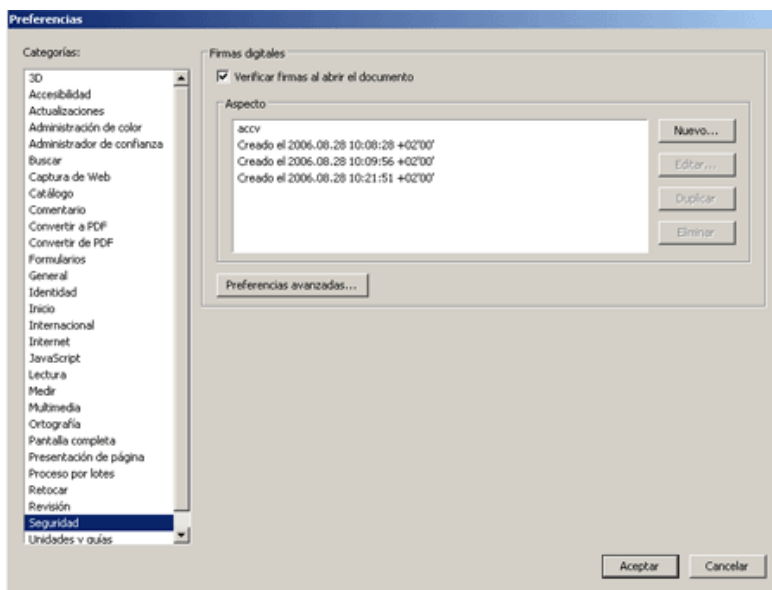 Preferencias
Categorías:
3D
Accesibilidad
Actualizaciones
Administración de color
Administrador de confianza
Buscar
Captura de Web
Catálogo
Comentario
Convertir a PDF
Convertir de PDF
Formularios
General
Identidad
Inicio
Internacional
Internet
JavaScript
Lectura
Medir
Multimedia
Ortografía
Pantalla completa
Presentación de página
Proceso por lotes
Retocar
Revisión
Seguridad
Unidades y guías
Firmas digitales
Verificar firmas al abrir el documento
Aspecto
accv
Creado el 2006.08.28 10:08:28 +02'00'
Creado el 2006.08.28 10:09:56 +02'00'
Creado el 2006.08.28 10:21:51 +02'00'
Nuevo...
Editar...
Duplicar
Eliminar
Preferencias avanzadas...
Aceptar
Cancelar